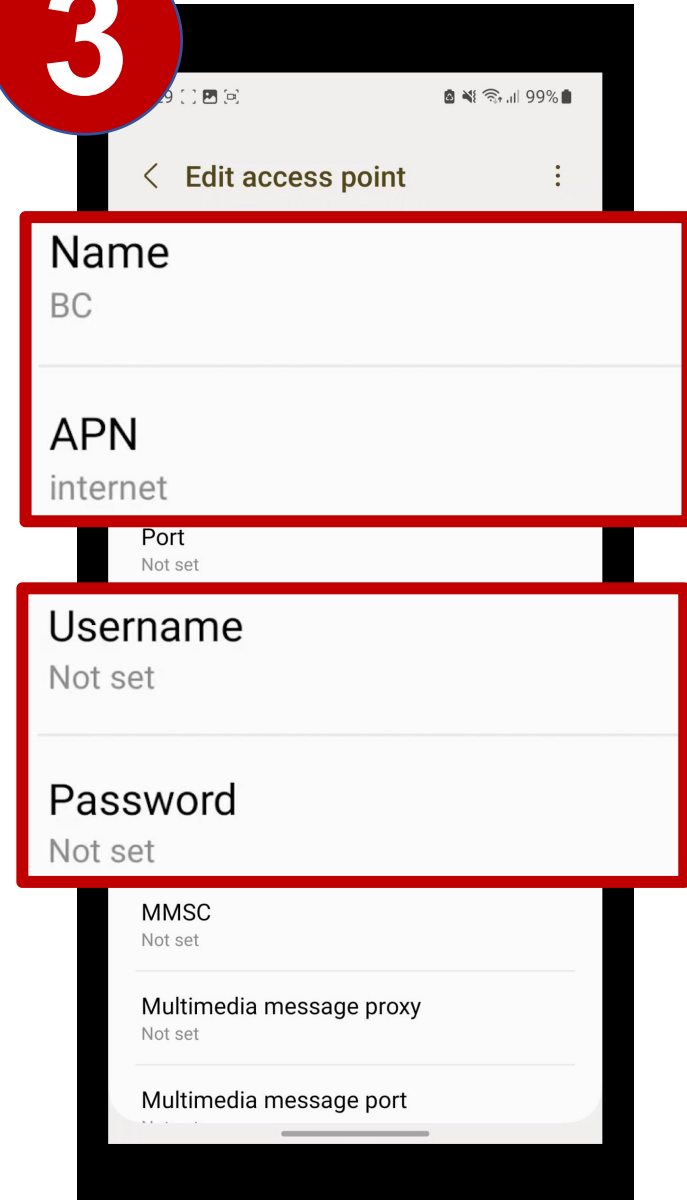 3
99%
Edit access point
Name
BC
APN
internet
Port
Not set
Username
Not set
Password
Not set
MMSC
Not set
Multimedia message proxy
Not set
Multimedia message port